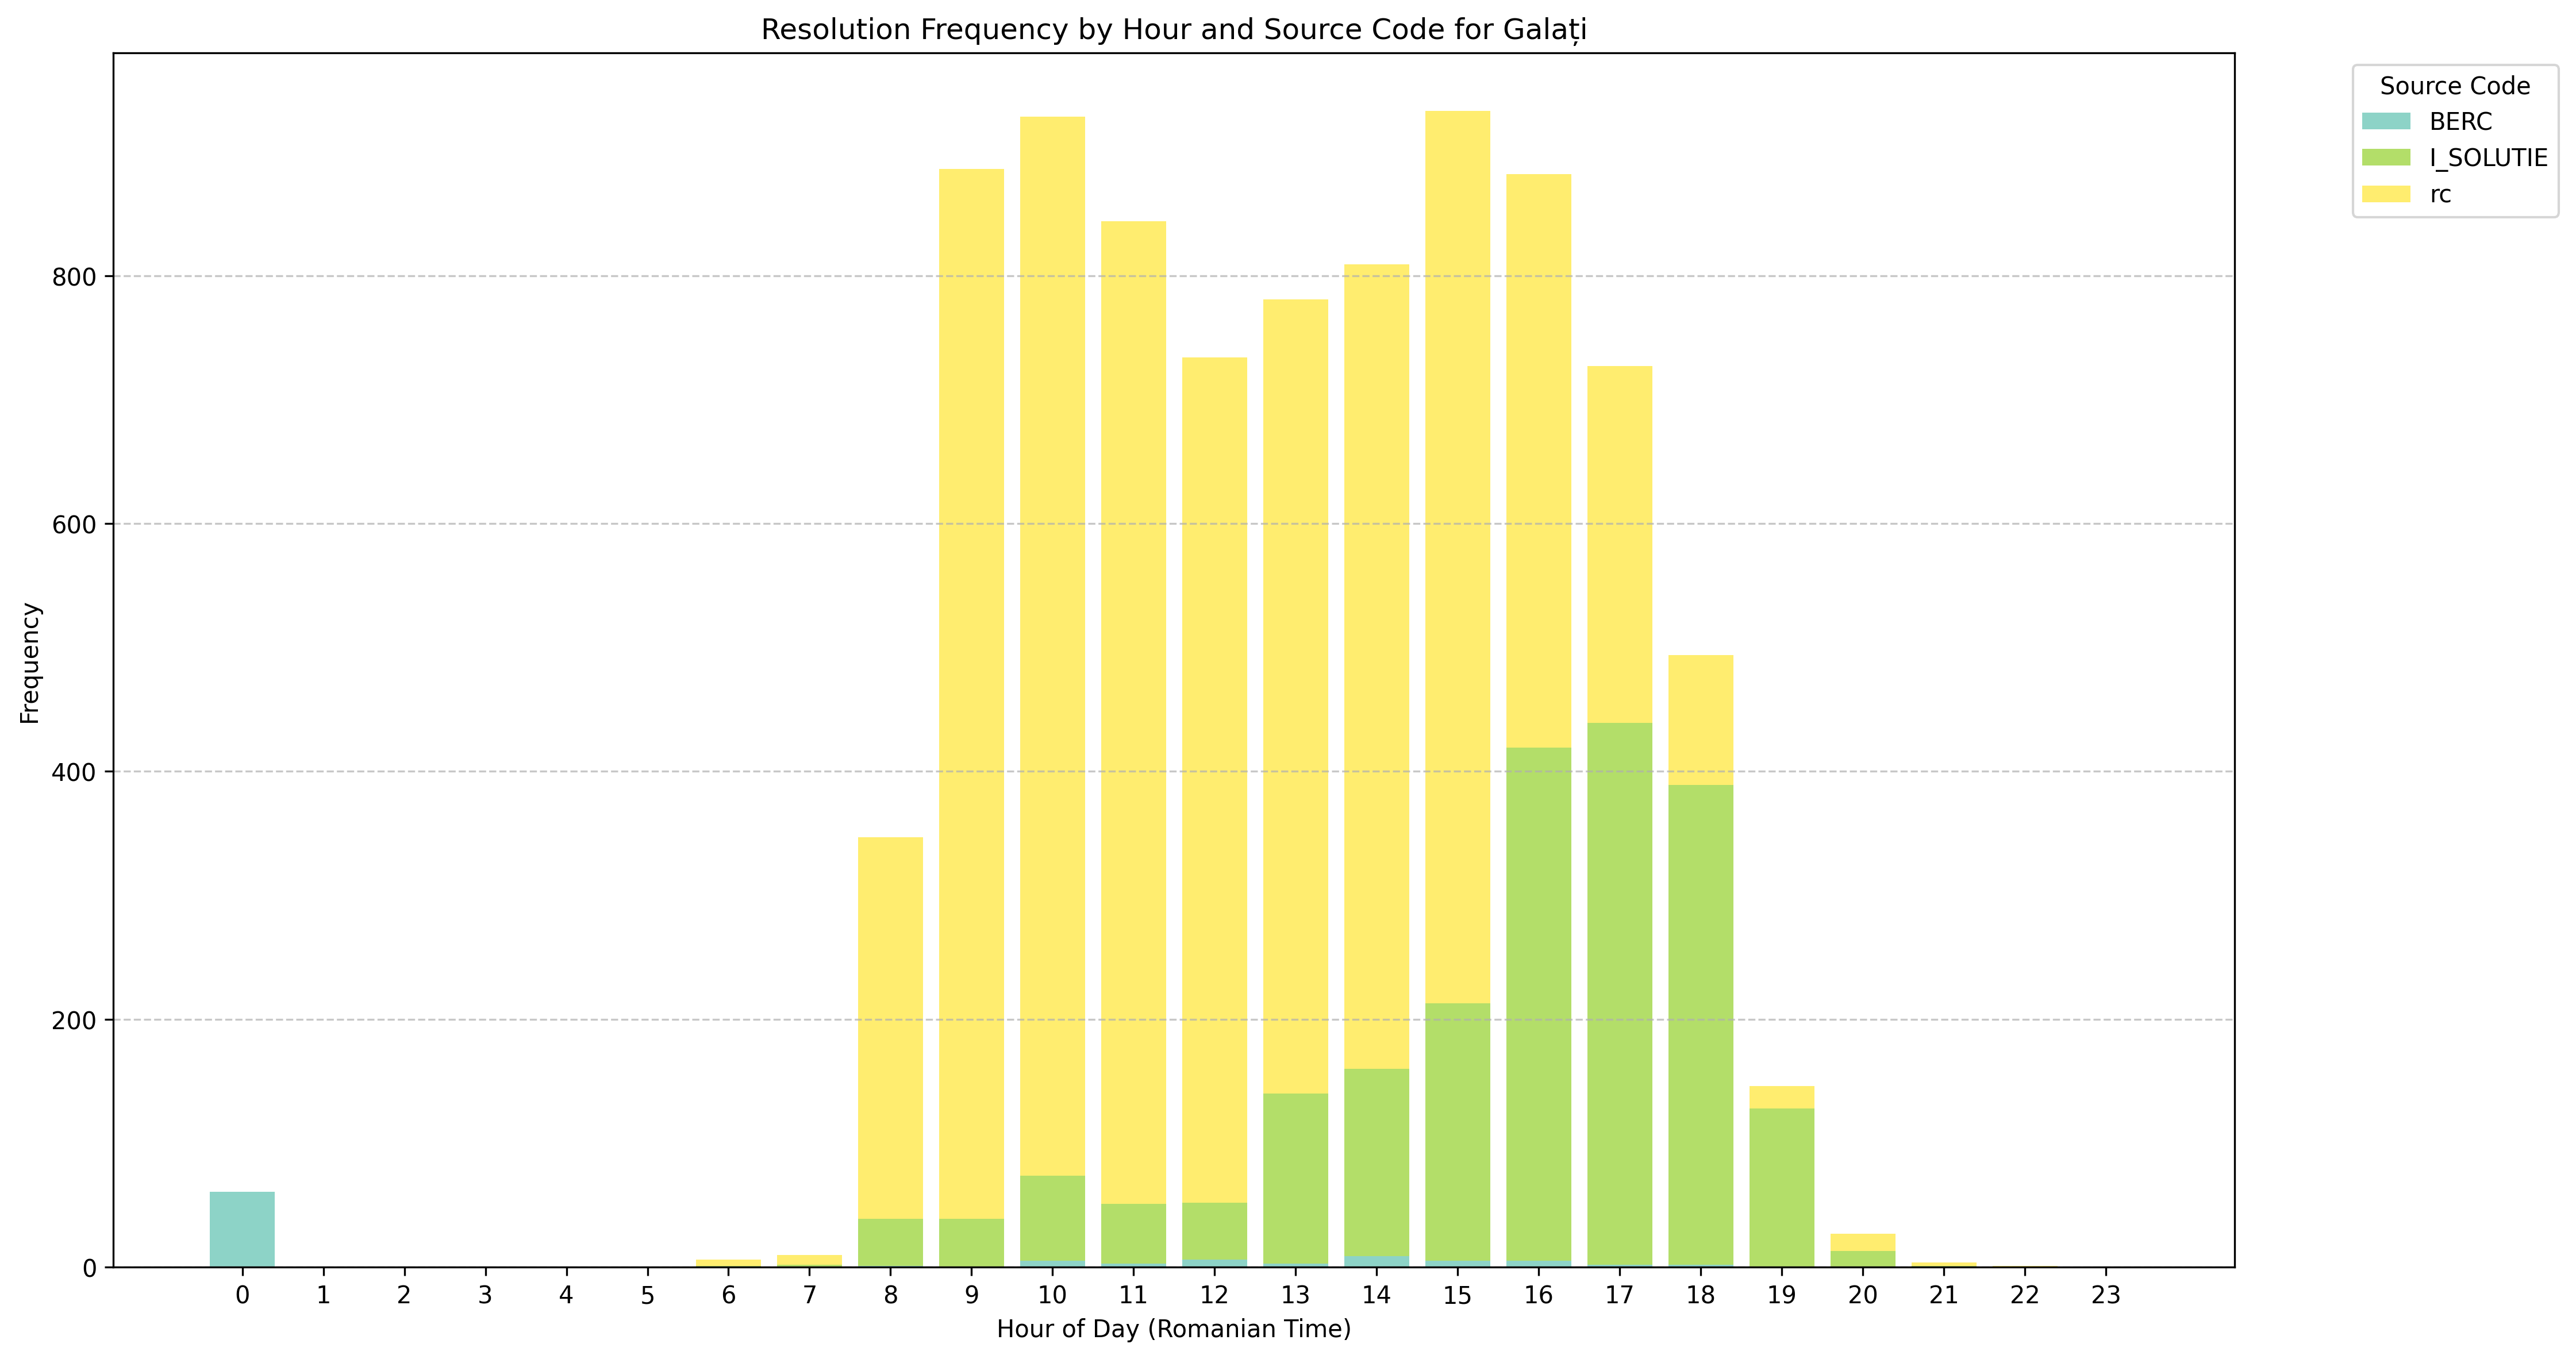 Resolution Frequency by Hour and Source Code for Galați
Source Code
BERC
I_SOLUTIE
rc
Frequency
800
600
400
200
0
0 1 2 3 4 5 6 7 8 9 10 11 12 13 14 15 16 17 18 19 20 21 22 23
Hour of Day (Romanian Time)